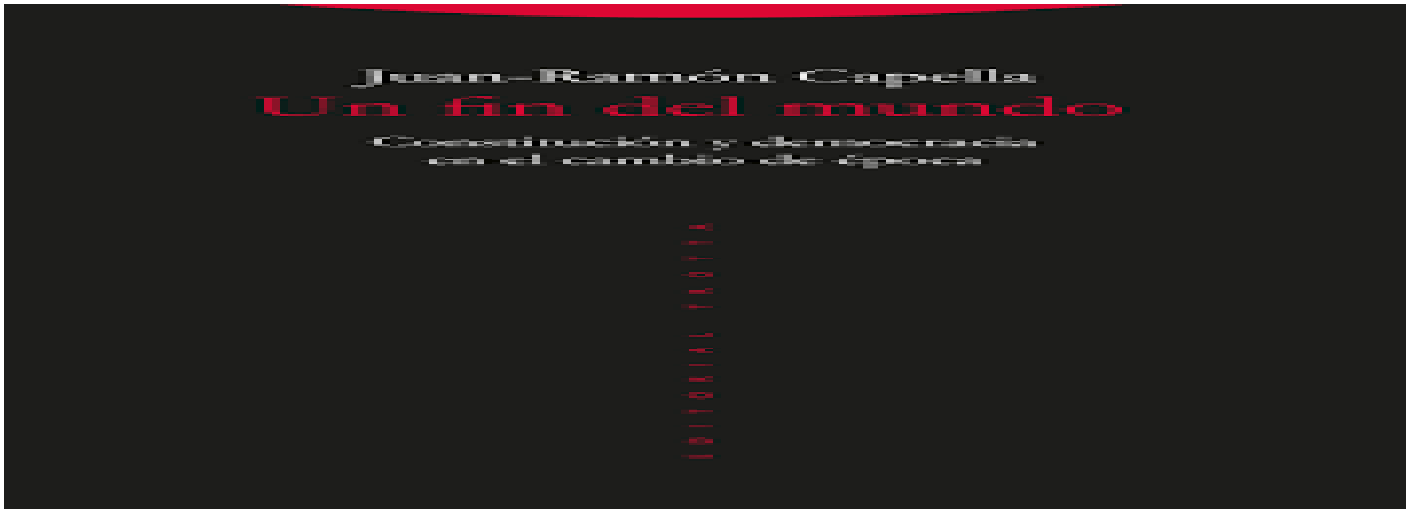 Juan-Ramón Capella
Un fin del mundo
Constitución y democracia
en el cambio de época